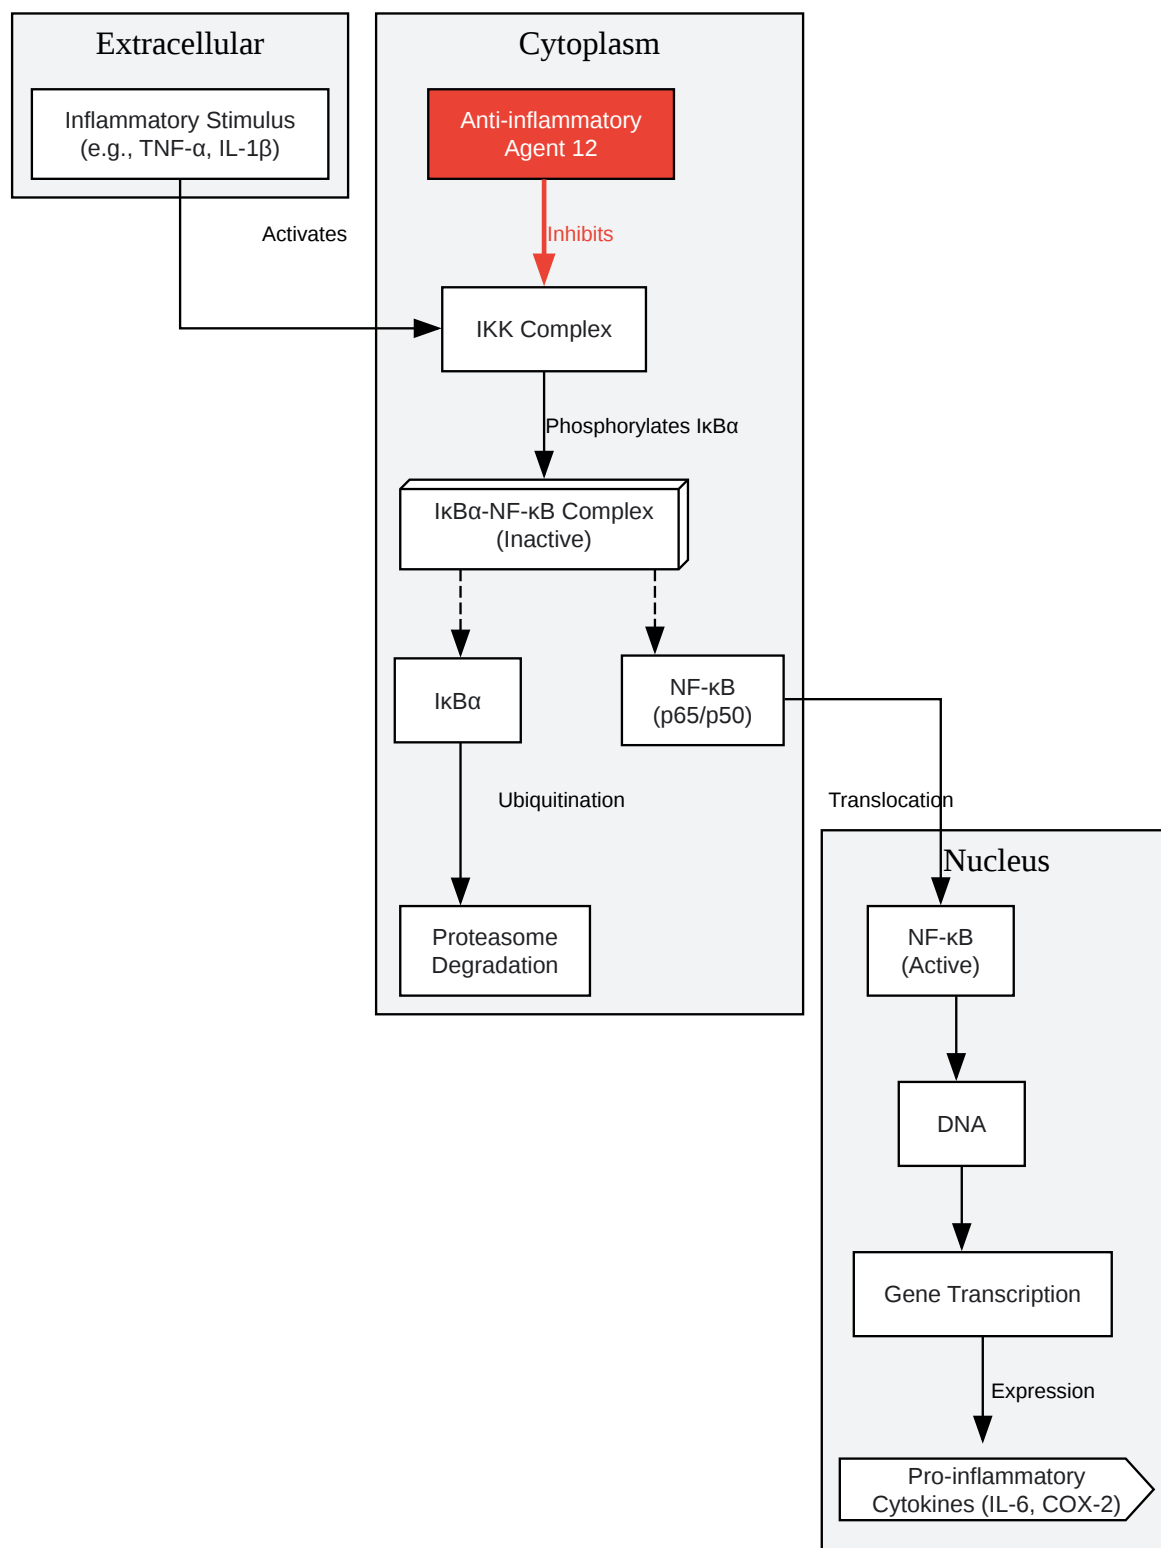 Extracellular
Inflammatory Stimulus
(e.g., TNF-α, IL-1β)
Activates
Cytoplasm
Anti-inflammatory
Agent 12
Inhibits
IKK Complex
Phosphorylates IκBα
IκBα-NF-κB Complex
(Inactive)
IκBα
NF-κB
(p65/p50)
Ubiquitination
Translocation
Proteasome
Degradation
Nucleus
NF-κB
(Active)
DNA
Gene Transcription
Expression
Pro-inflammatory
Cytokines (IL-6, COX-2)